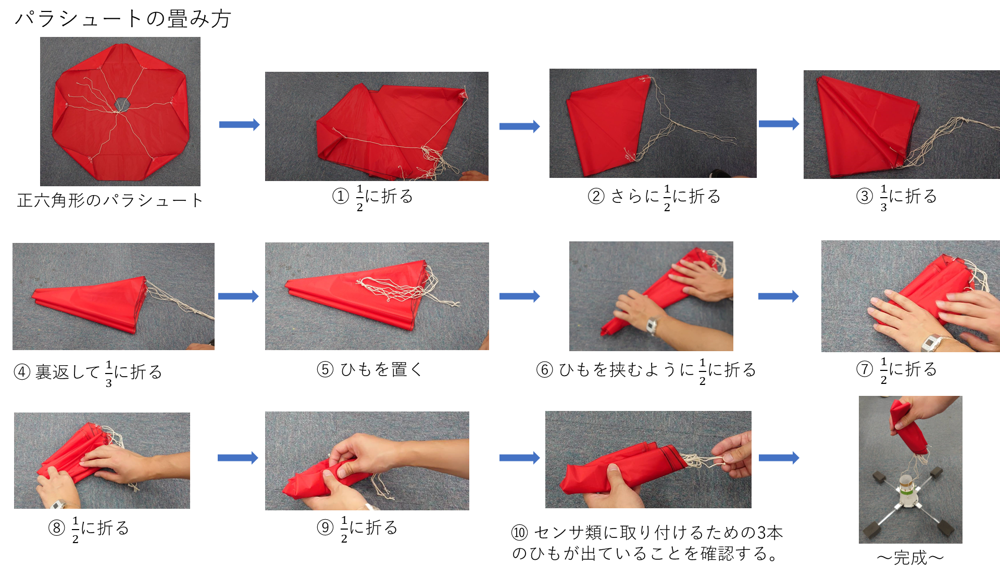 パラシュートの畳み方
正六角形のパラシュート
① 1/2に折る
② さらに1/2に折る
③ 1/3に折る
④ 裏返して1/3に折る
⑤ ひもを置く
⑥ ひもを挟むように1/2に折る
⑦ 1/2に折る
⑧ 1/2に折る
⑨ 1/2に折る
⑩ センサ類に取り付けるための3本
のひもが出ていることを確認する。
～完成～